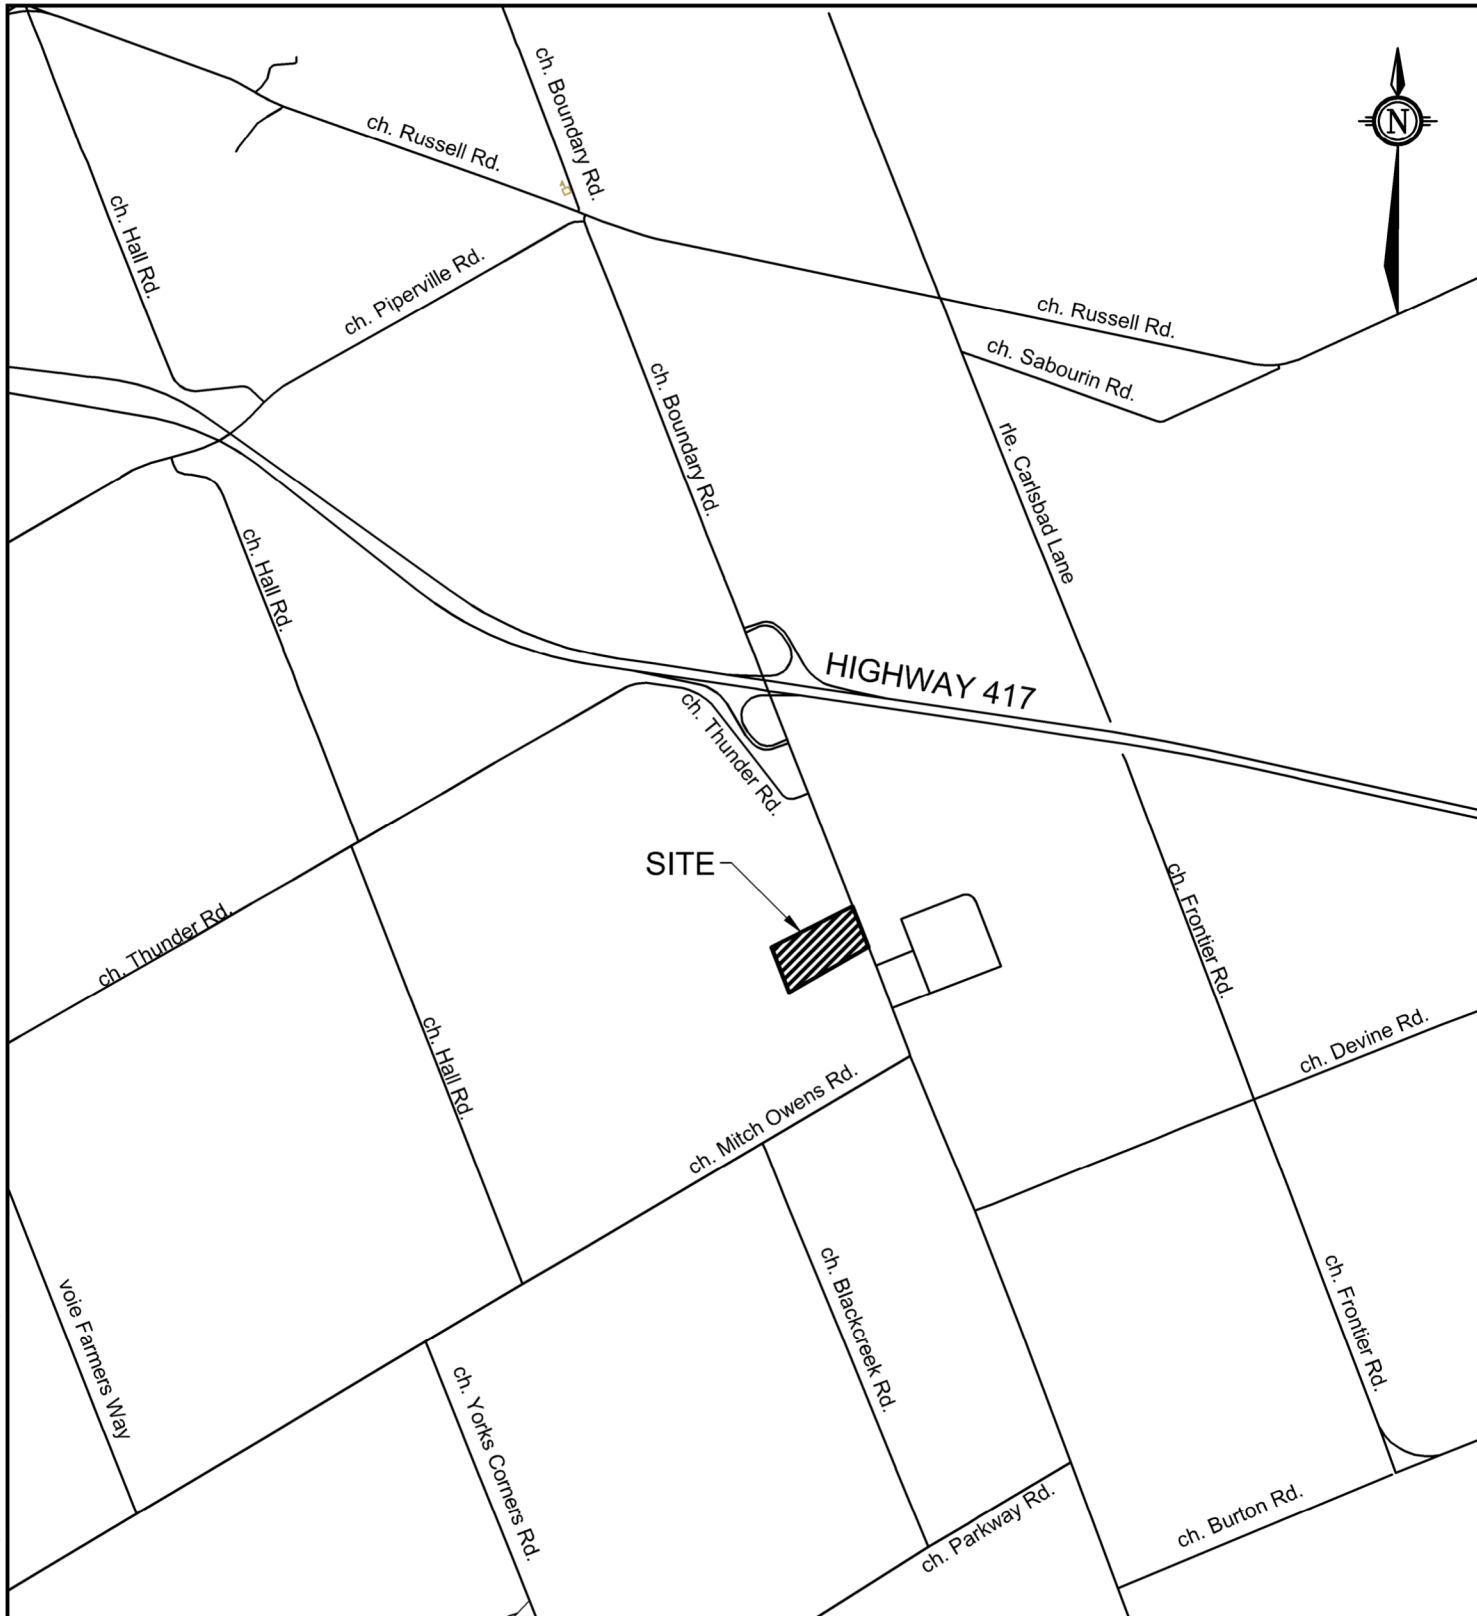 ch. Boundary Rd.
N
ch. Russell Rd.
ch. Hall Rd.
ch. Piperville Rd.
ch. Russell Rd.
ch. Sabourin Rd.
ch. Boundary Rd.
rle. Carlsbad Lane
ch. Hall Rd.
HIGHWAY 417
ch. Thunder Rd.
SITE
ch. Frontier Rd.
ch. Thunder Rd.
ch. Hall Rd.
ch. Devine Rd.
ch. Mitch Owens Rd.
ch. Blackcreek Rd.
ch. Frontier Rd.
voie Farmers Way
ch. Yorks Corners Rd.
ch. Parkway Rd.
ch. Burton Rd.